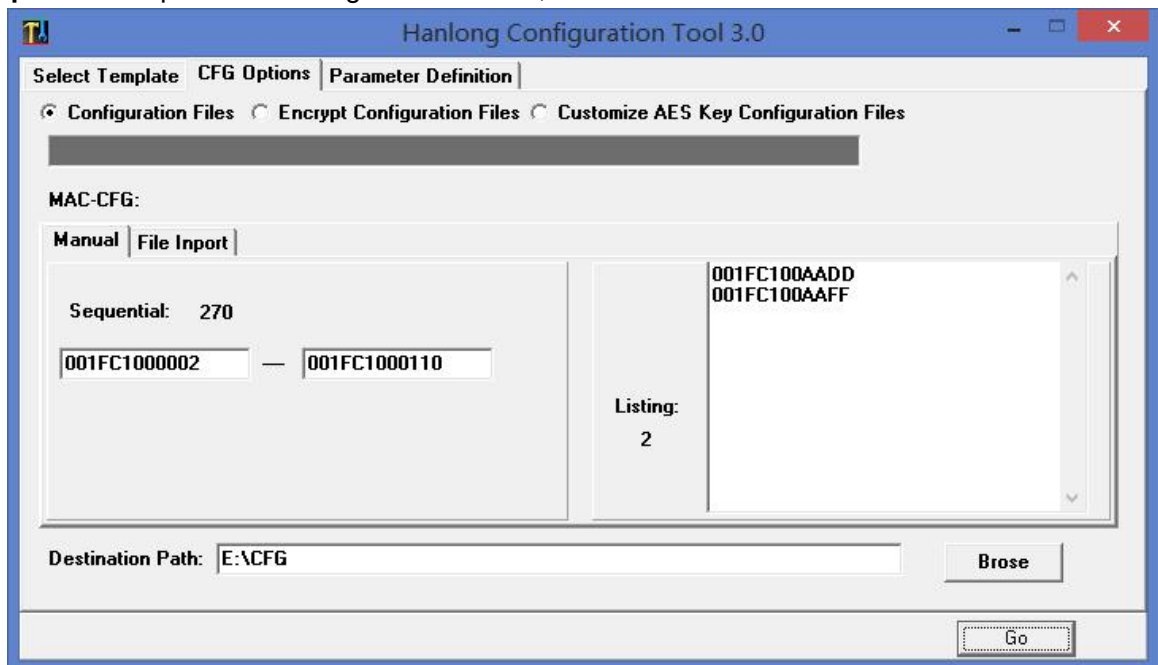 Hanlong Configuration Tool 3.0
Select Template CFG Options Parameter Definition
Configuration Files Encrypt Configuration Files Customize AES Key Configuration Files
MAC-CFG:
Manual File Inport
Sequential: 270
001FC1000002 — 001FC1000110
Listing:
2
001FC100AADD
001FC100AAFF
Destination Path: E:\CFG Brose
Go